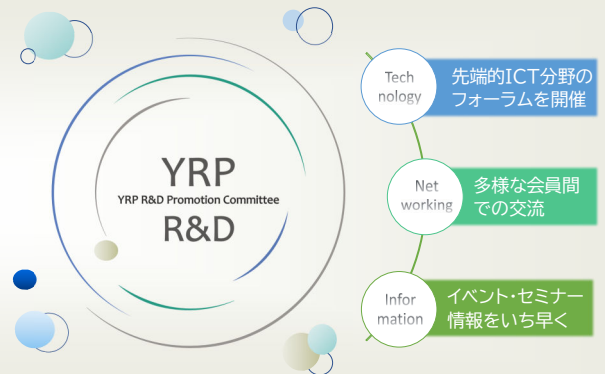 YRP
YRP R&D Promotion Committee
R&D
Tech
nology
先端的ICT分野の
フォーラムを開催
Net
working
多様な会員間
での交流
Infor
mation
イベント・セミナー
情報をいち早く